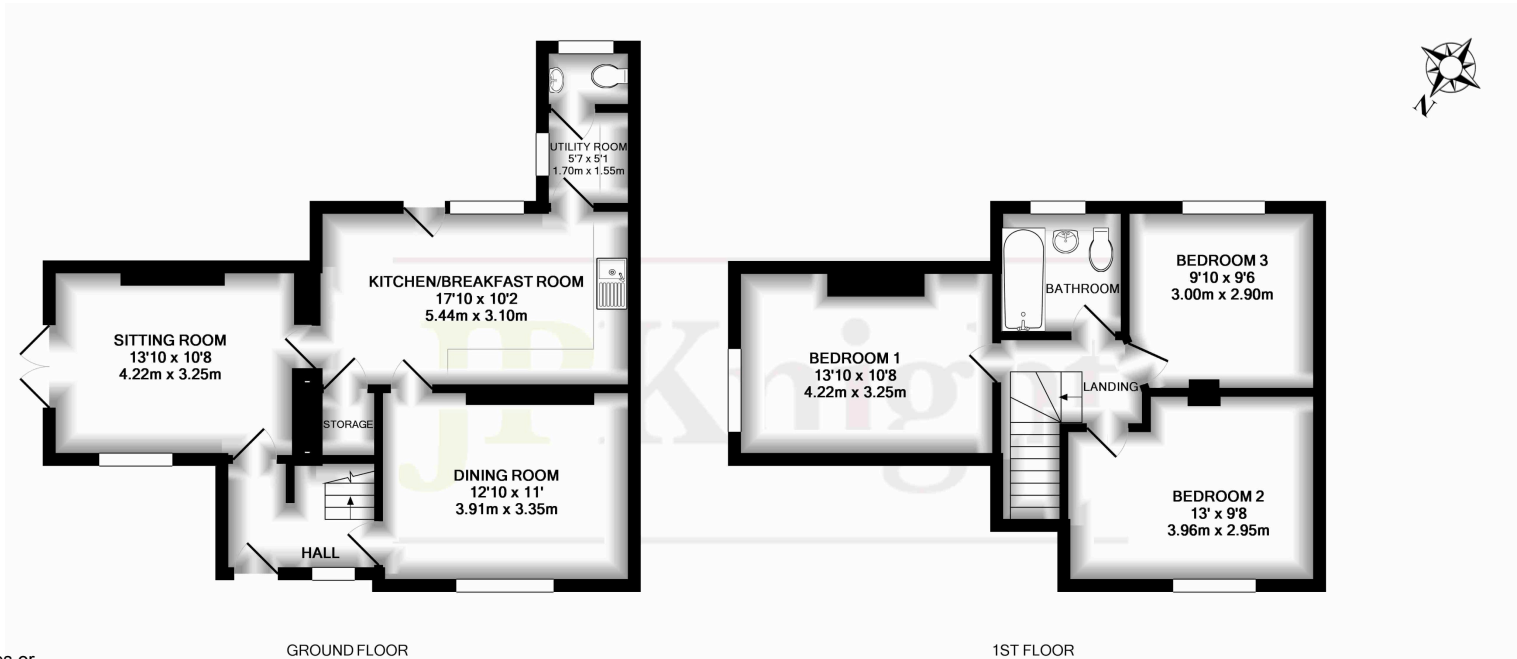 N
UTILITY ROOM
5'7 x 5'1
1.70m x 1.55m
KITCHEN/BREAKFAST ROOM
17'10 x 10'2
5.44m x 3.10m
SITTING ROOM
13'10 x 10'8
4.22m x 3.25m
STORAGE
DINING ROOM
12'10 x 11'
3.91m x 3.35m
HALL
GROUND FLOOR
BATHROOM
BEDROOM 3
9'10 x 9'6
3.00m x 2.90m
BEDROOM 1
13'10 x 10'8
4.22m x 3.25m
LANDING
BEDROOM 2
13' x 9'8
3.96m x 2.95m
1ST FLOOR
JPKnight